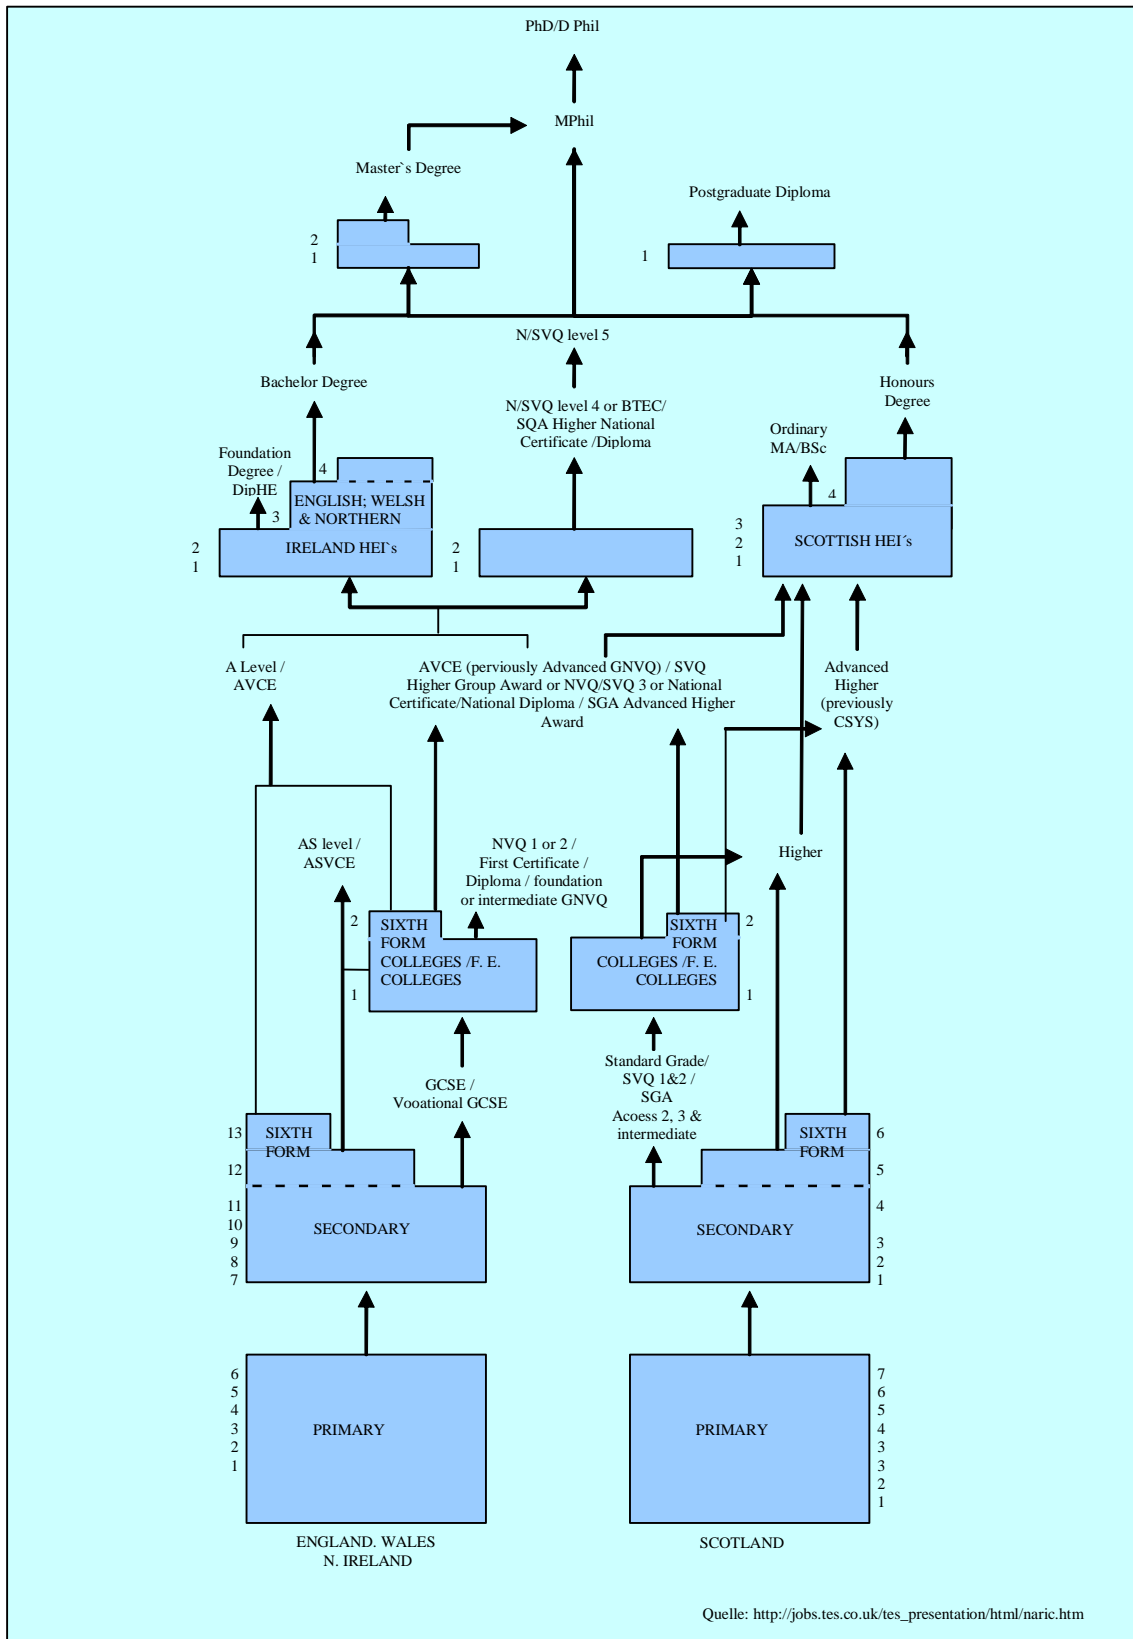 PhD/D Phil
MPhil
Master`s Degree
Postgraduate Diploma
2
1
1
N/SVQ level 5
Bachelor Degree
Honours
Degree
N/SVQ level 4 or BTEC/
SQA Higher National
Certificate /Diploma
Ordinary
MA/BSc
Foundation
Degree /
DipHE
4
3
ENGLISH; WELSH
& NORTHERN
IRELAND HEI`s
2
1
2
1
4
3
2
1
SCOTTISH HEI´s
A Level /
AVCE
AVCE (perviously Advanced GNVQ) / SVQ
Higher Group Award or NVQ/SVQ 3 or National
Certificate/National Diploma / SGA Advanced Higher
Award
Advanced
Higher
(previously
CSYS)
AS level /
ASVCE
NVQ 1 or 2 /
First Certificate /
Diploma / foundation
or intermediate GNVQ
Higher
2
1
SIXTH
FORM
COLLEGES /F. E.
COLLEGES
SIXTH
FORM
COLLEGES /F. E.
COLLEGES
2
1
GCSE /
Vooational GCSE
Standard Grade/
SVQ 1&2 /
SGA
Acoess 2, 3 &
intermediate
13
12
11
10
9
8
7
SIXTH
FORM
SECONDARY
SIXTH
FORM
SECONDARY
6
5
4
3
2
1
6
5
4
3
2
1
PRIMARY
PRIMARY
7
6
5
4
3
3
2
1
ENGLAND. WALES
N. IRELAND
SCOTLAND
Quelle: http://jobs.tes.co.uk/tes_presentation/html/naric.htm